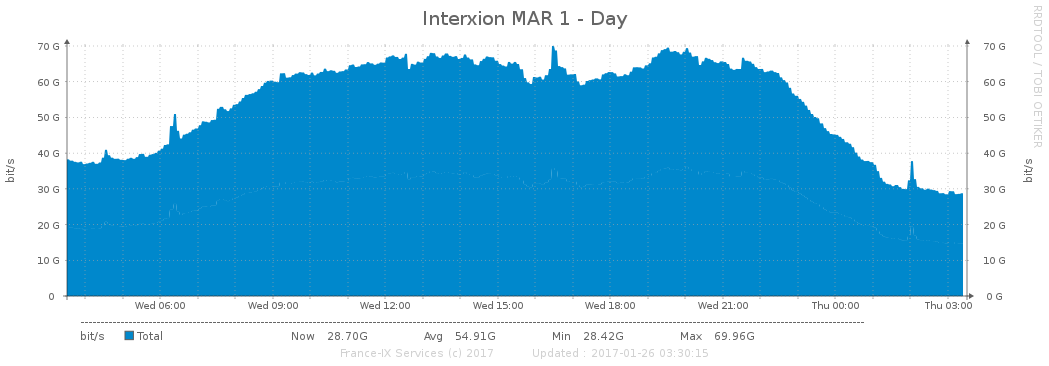 Interxion MAR 1 - Day
RRDTOOL / TOBI OETIKER
bit/s
70 G
60 G
50 G
40 G
30 G
20 G
10 G
0
70 G
60 G
50 G
40 G
30 G
20 G
10 G
0 G
bit/s
Wed 06:00 Wed 09:00 Wed 12:00 Wed 15:00 Wed 18:00 Wed 21:00 Thu 00:00 Thu 03:00
bit/s Total Now 28.70G Avg 54.91G Min 28.42G Max 69.96G
France-IX Services (c) 2017 Updated : 2017-01-26 03:30:15